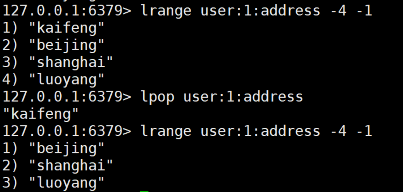 127.0.0.1:6379> lrange user:1:address -4 -1
1) "kaifeng"
2) "beijing"
3) "shanghai"
4) "luoyang"
127.0.0.1:6379> lpop user:1:address
"kaifeng"
127.0.0.1:6379> lrange user:1:address -4 -1
1) "beijing"
2) "shanghai"
3) "luoyang"